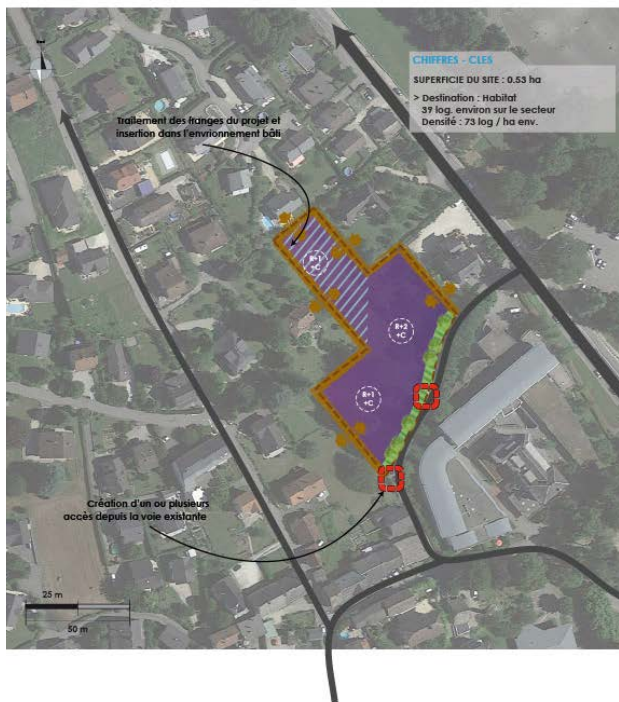 CHIFFRES - CLES
SUPERFICIE DU SITE : 0.53 ha
> Destination : Habitat
39 log. environ sur le secteur
Densité : 73 log / ha env.
Traitement des franges du projet et
insertion dans l'envrionnement bâti
R+1
+C
R+2
+C
R+1
+C
Création d'un ou plusieurs
accès depuis la voie existante
25 m
50 m